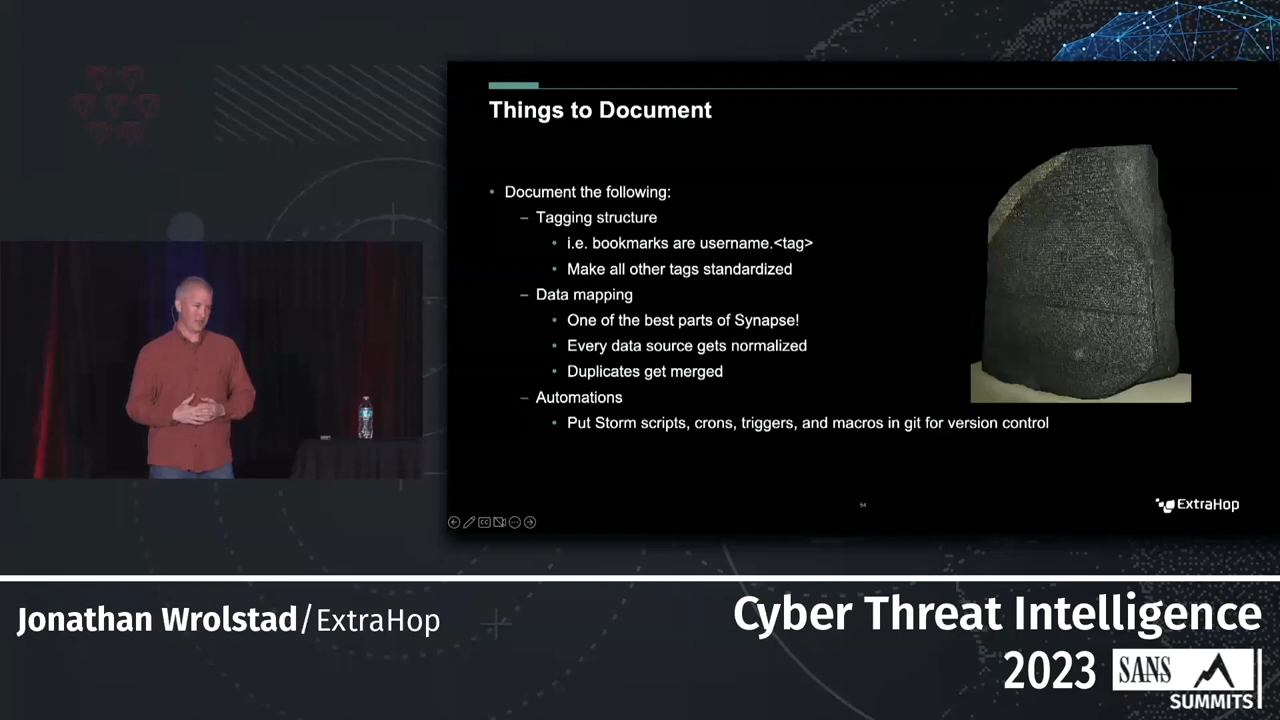 Things to Document
• Document the following:
– Tagging structure
• i.e. bookmarks are username.<tag>
• Make all other tags standardized
– Data mapping
• One of the best parts of Synapse!
• Every data source gets normalized
• Duplicates get merged
– Automations
• Put Storm scripts, crons, triggers, and macros in git for version control
54
ExtraHop
CC
Jonathan Wrolstad/ExtraHop
Cyber Threat Intelligence
2023 SANS
SUMMITS